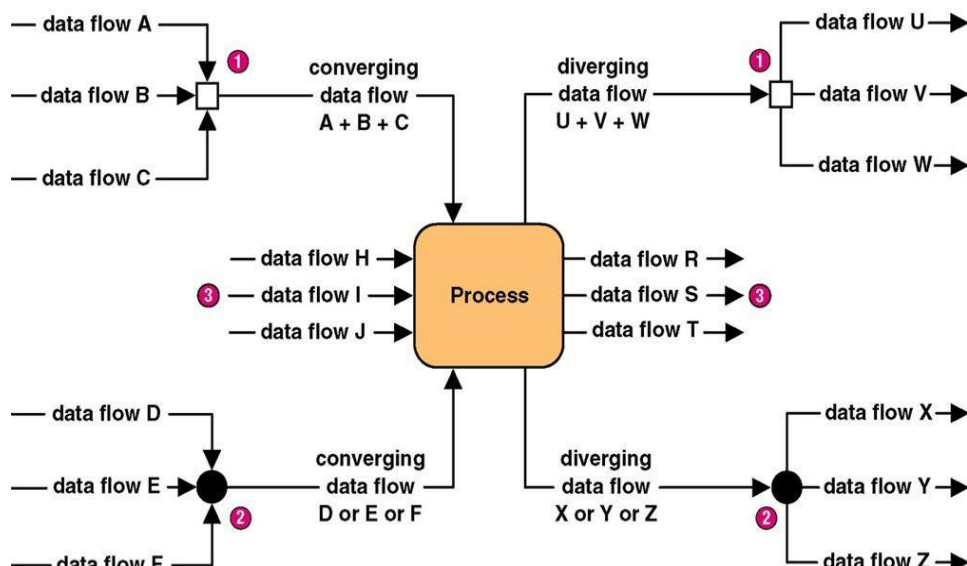 data flow A
data flow B
data flow C
1
converging
data flow
A + B + C
diverging
data flow
U + V + W
1
data flow U
data flow V
data flow W
data flow H
data flow I
data flow J
3
Process
data flow R
data flow S
data flow T
3
data flow D
data flow E
data flow F
2
converging
data flow
D or E or F
diverging
data flow
X or Y or Z
2
data flow X
data flow Y
data flow Z